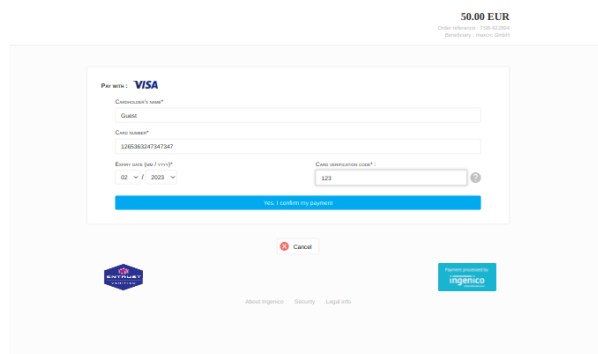 50.00 EUR
Order reference :
Beneficiary : 
PAY WITH : VISA
CARDHOLDER'S NAME*
Guest
CARD NUMBER*
1265363247347347
EXPIRY DATE (MM / YYYY)*
02 / 2023
CARD VERIFICATION CODE* :
123
?
Yes, I confirm my payment
Cancel
ENTRUST
Payment processed by
ingenico
About Ingenico Security Legal info